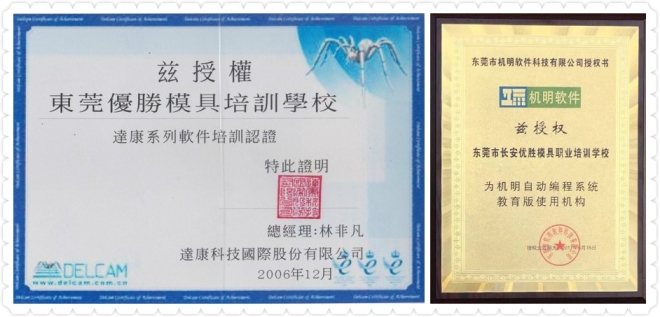 兹授權
東莞優勝模具培訓學校
達康系列軟件培訓認證
特此證明
總經理:林非凡
達康科技國際股份有限公司
2006年12月
DELCAM
www.delcam.com.cn
东莞市机明软件科技有限公司授权书
机明软件
兹授权
东莞市长安优胜模具职业培训学校
为机明自动编程系统
教育版使用机构